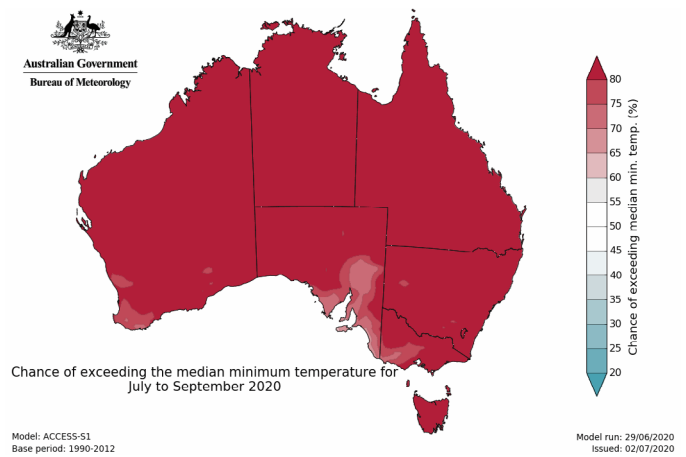 Australian Government
Bureau of Meteorology
80
75
70
65
60
55
50
45
40
35
30
25
20
Chance of exceeding median min. temp. (%)
Chance of exceeding the median minimum temperature for
July to September 2020
Model: ACCESS-S1
Base period: 1990-2012
Model run: 29/06/2020
Issued: 02/07/2020